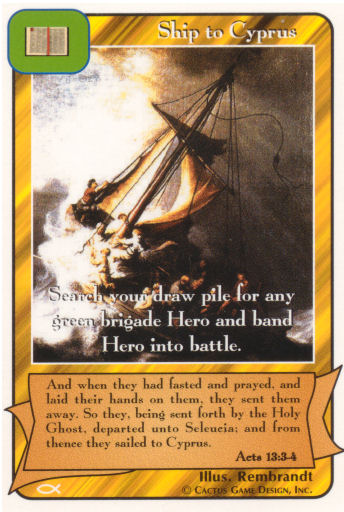 Ship to Cyprus
Search your draw pile for any
green brigade Hero and band
Hero into battle.
And when they had fasted and prayed, and
laid their hands on them, they sent them
away. So they, being sent forth by the Holy
Ghost, departed unto Seleucia; and from
thence they sailed to Cyprus.
Acts 13:3-4
Illus. Rembrandt
© Cactus Game Design, Inc.